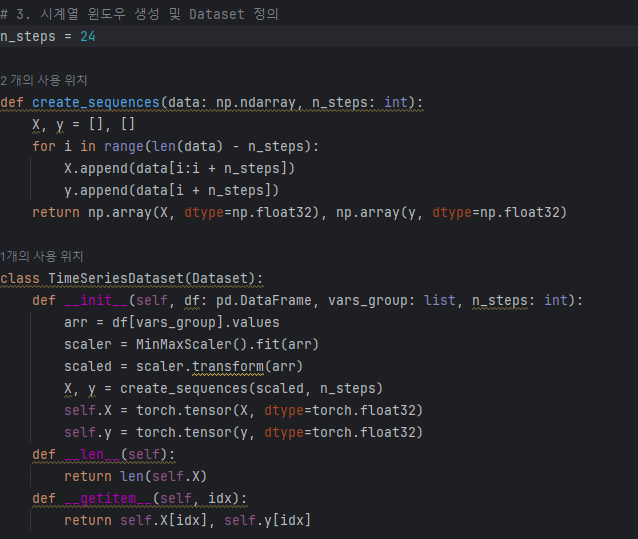 # 3. 시계열 윈도우 생성 및 Dataset 정의
n_steps = 24
2 개의 사용 위치
def create_sequences(data: np.ndarray, n_steps: int):
X, y = [], []
for i in range(len(data) - n_steps):
X.append(data[i:i + n_steps])
y.append(data[i + n_steps])
return np.array(X, dtype=np.float32), np.array(y, dtype=np.float32)
1개의 사용 위치
class TimeSeriesDataset(Dataset):
def __init__(self, df: pd.DataFrame, vars_group: list, n_steps: int):
arr = df[vars_group].values
scaler = MinMaxScaler().fit(arr)
scaled = scaler.transform(arr)
X, y = create_sequences(scaled, n_steps)
self.X = torch.tensor(X, dtype=torch.float32)
self.y = torch.tensor(y, dtype=torch.float32)
def __len__(self):
return len(self.X)
def __getitem__(self, idx):
return self.X[idx], self.y[idx]